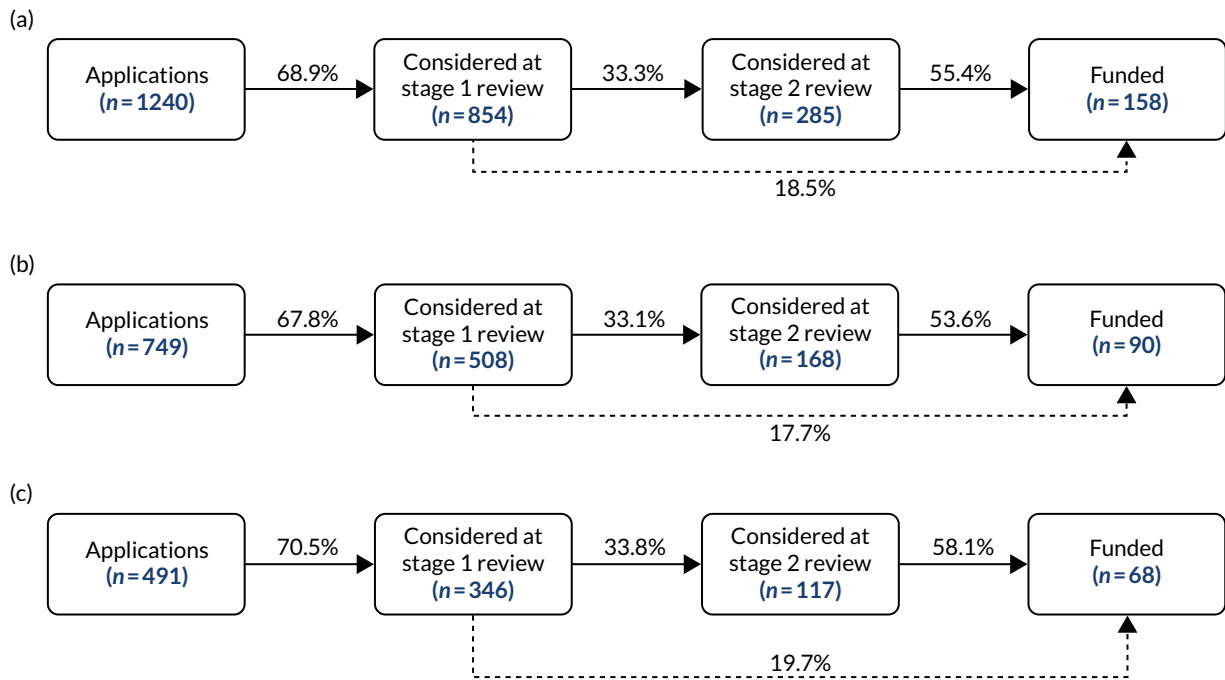 (a)
Applications
(n=1240)
68.9%
Considered at
stage 1 review
(n=854)
33.3%
Considered at
stage 2 review
(n=285)
55.4%
Funded
(n=158)
18.5%
(b)
Applications
(n=749)
67.8%
Considered at
stage 1 review
(n=508)
33.1%
Considered at
stage 2 review
(n=168)
53.6%
Funded
(n=90)
17.7%
(c)
Applications
(n=491)
70.5%
Considered at
stage 1 review
(n=346)
33.8%
Considered at
stage 2 review
(n=117)
58.1%
Funded
(n=68)
19.7%